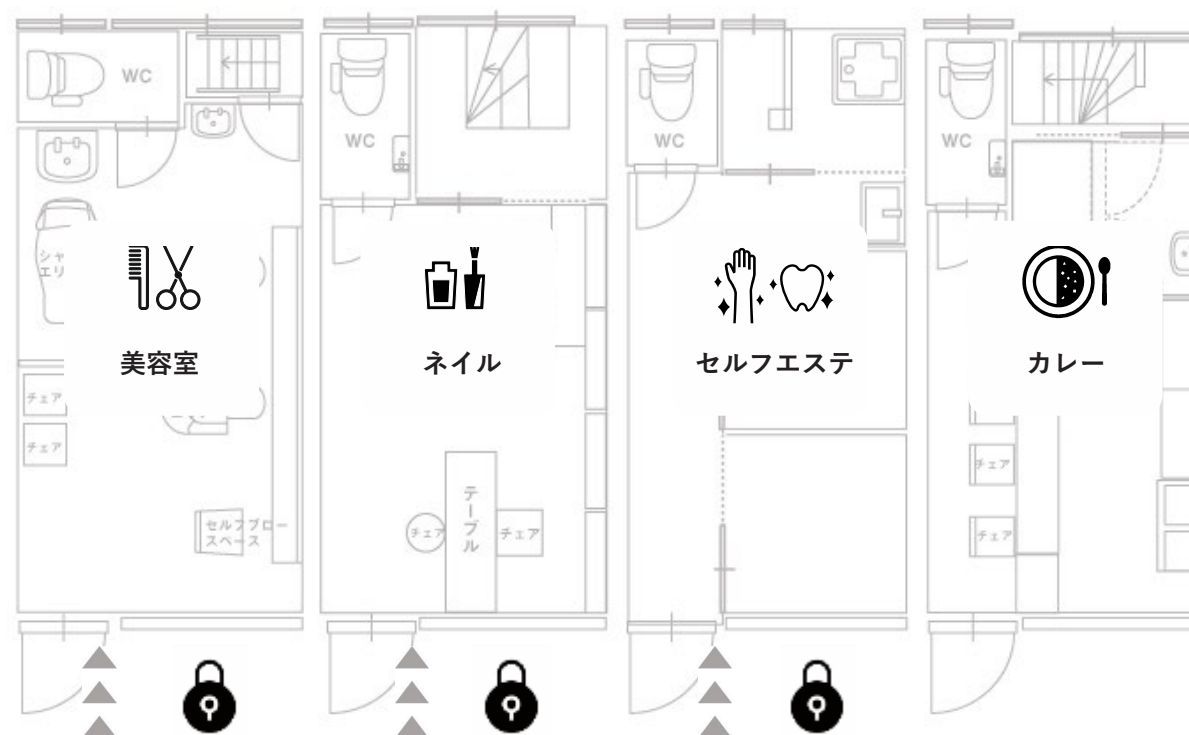 WC
WC
WC
WC
シャ
エリ
美容室
ネイル
セルフエステ
カレー
チェア
チェア
セルフブロー
スペース
チェア
テーブル
チェア
チェア
チェア